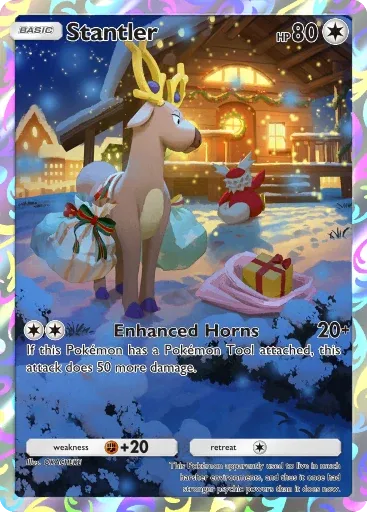 BASIC Stantler HP 80
Enhanced Horns 20+
If this Pokémon has a Pokémon Tool attached, this
attack does 50 more damage.
weakness +20 retreat
This Pokémon apparently used to live in much
harsher environments, and thus it once had
stronger psychic powers than it does now.
Illus.